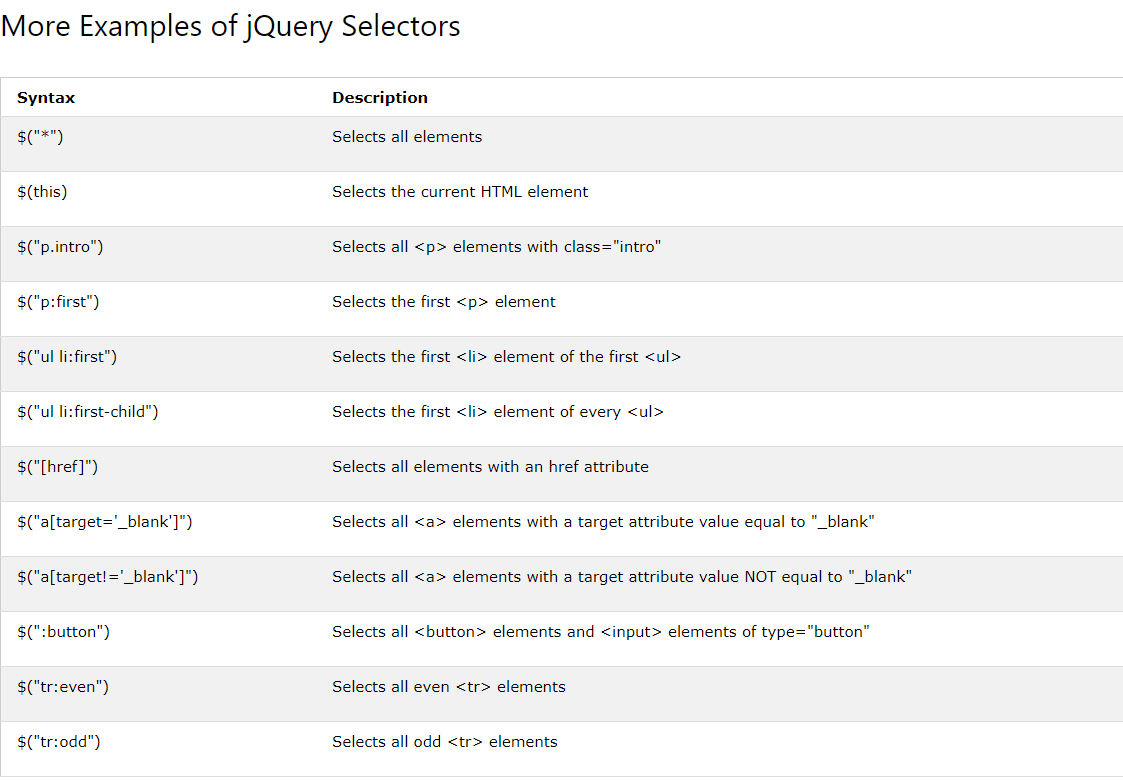 More Examples of jQuery Selectors
Syntax Description
$("*") Selects all elements
$(this) Selects the current HTML element
$("p.intro") Selects all <p> elements with class="intro"
$("p:first") Selects the first <p> element
$("ul li:first") Selects the first <li> element of the first <ul>
$("ul li:first-child") Selects the first <li> element of every <ul>
$("[href]") Selects all elements with an href attribute
$("a[target='_blank']") Selects all <a> elements with a target attribute value equal to "_blank"
$("a[target!='_blank']") Selects all <a> elements with a target attribute value NOT equal to "_blank"
$(":button") Selects all <button> elements and <input> elements of type="button"
$("tr:even") Selects all even <tr> elements
$("tr:odd") Selects all odd <tr> elements